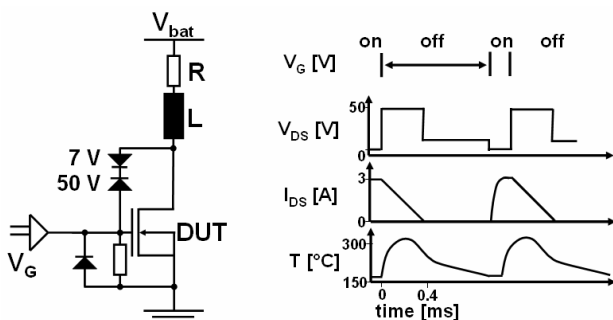 V_bat
R
L
7 V
50 V
DUT
V_G
on off on off
V_G [V]
50
V_DS [V]
0
3
I_DS [A]
0
300
T [°C]
150
0 0.4
time [ms]